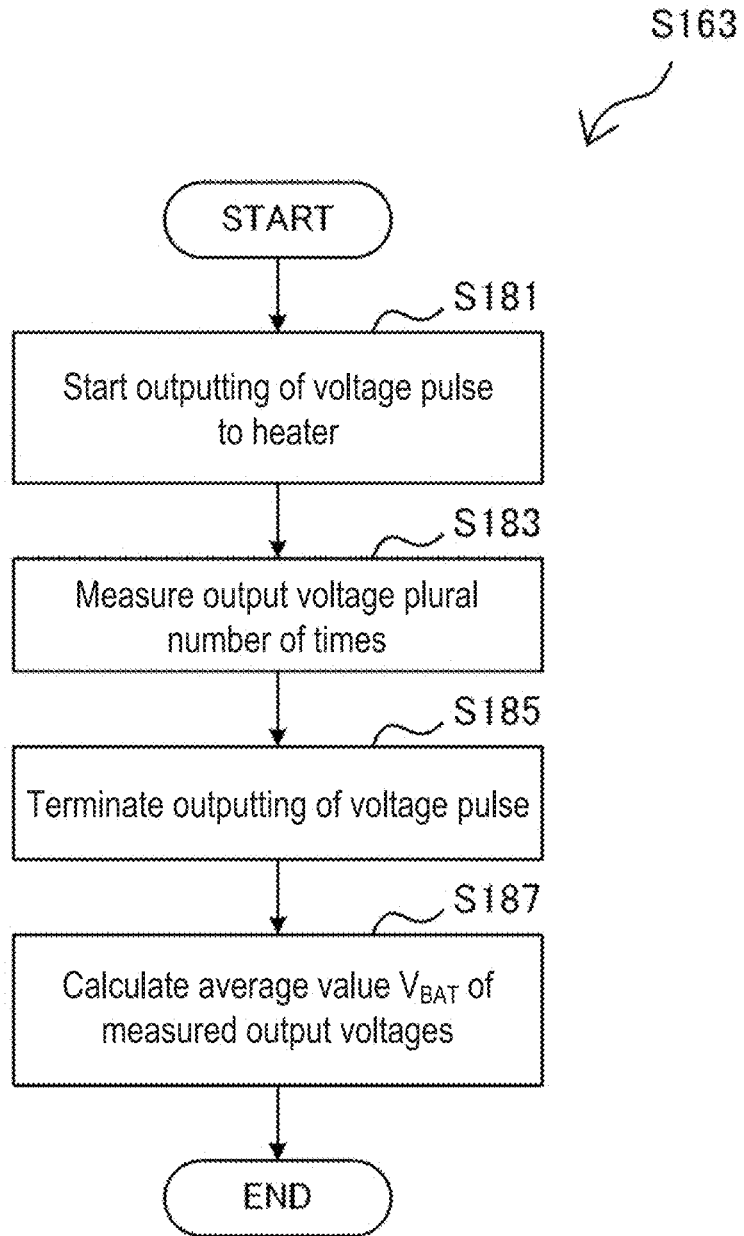 S163
START
S181
Start outputting of voltage pulse
to heater
S183
Measure output voltage plural
number of times
S185
Terminate outputting of voltage pulse
S187
Calculate average value V_BAT of
measured output voltages
END